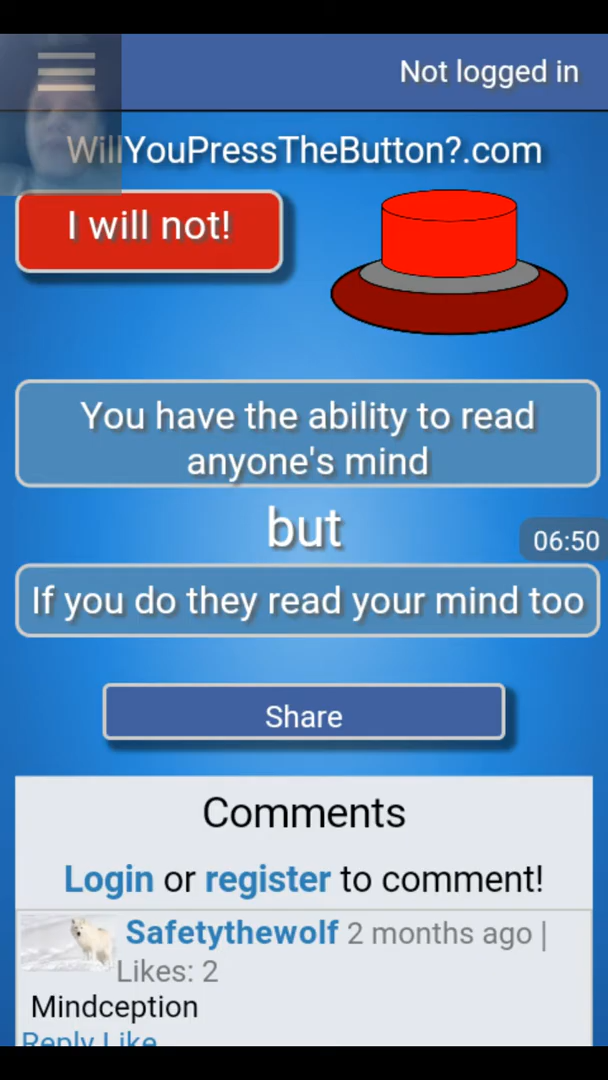 Not logged in
WillYouPressTheButton?.com
I will not!
You have the ability to read
anyone's mind
but
06:50
If you do they read your mind too
Share
Comments
Login or register to comment!
Safetythewolf 2 months ago |
Likes: 2
Mindception
Reply Like